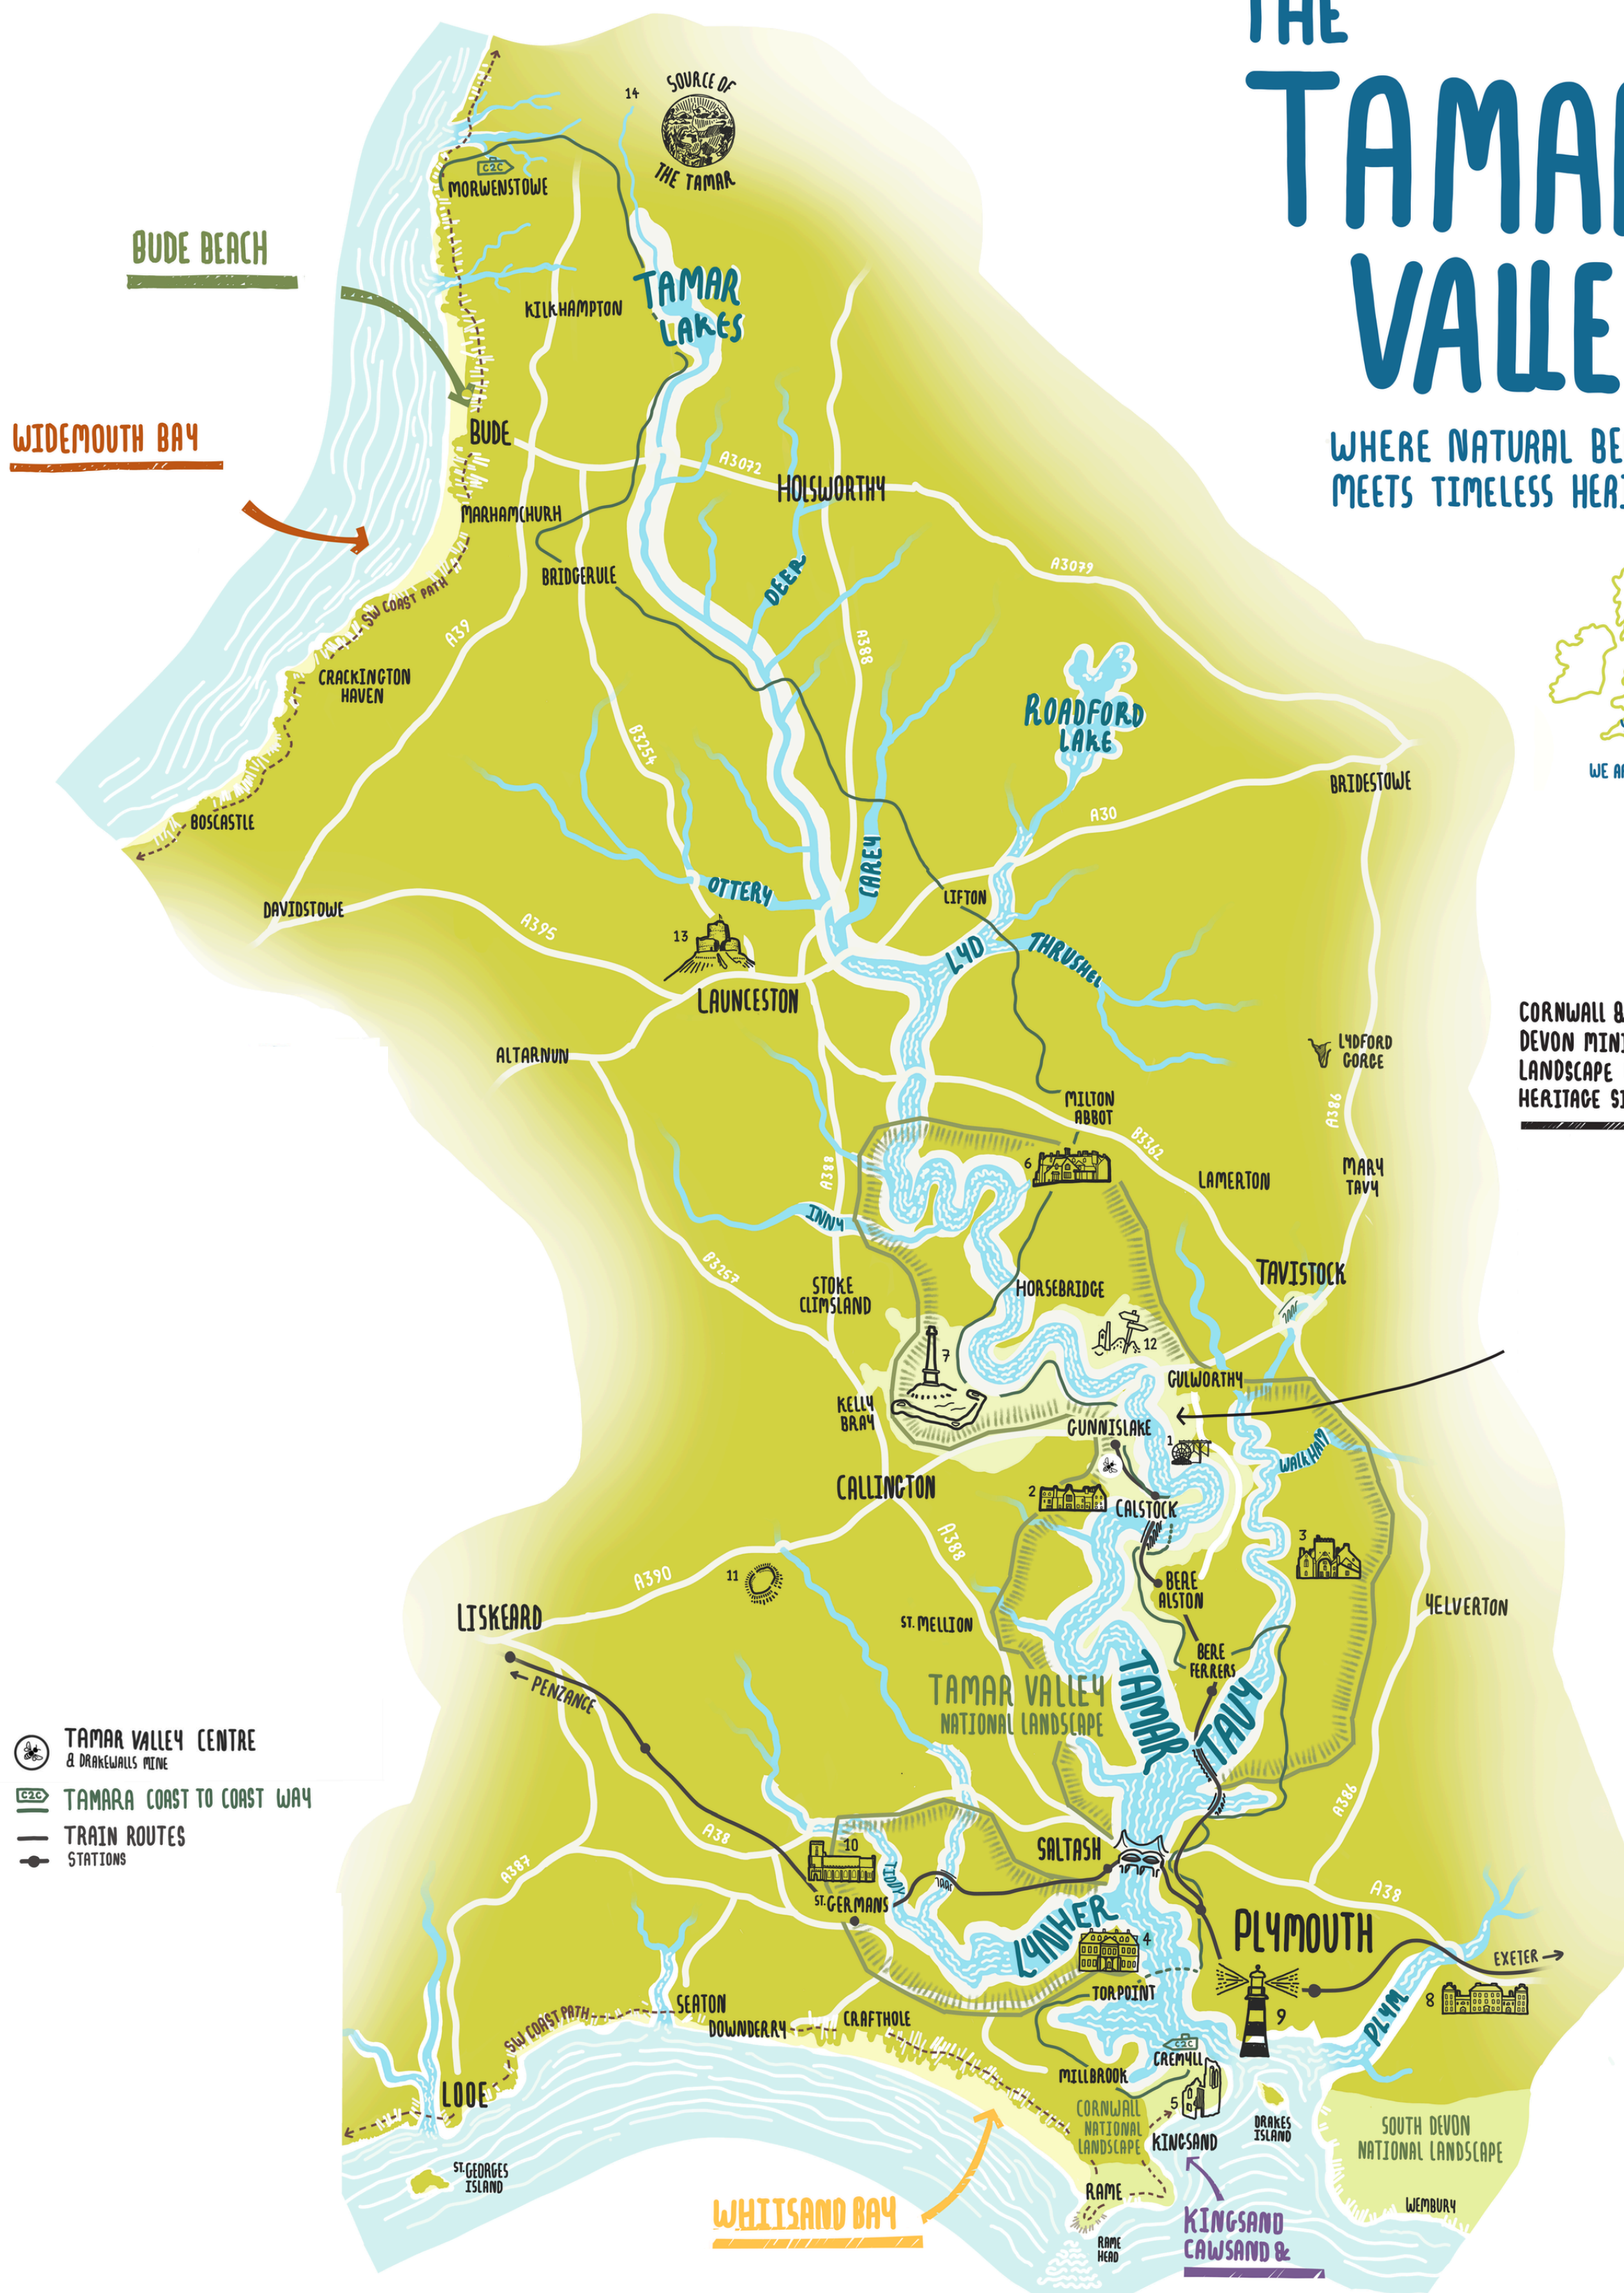 THE
TAMAR
VALLE
WHERE NATURAL BE
MEETS TIMELESS HERI
14
SOURCE OF
THE TAMAR
C2C
MORWENSTOWE
BUDE BEACH
KILKHAMPTON
TAMAR
LAKES
WIDEMOUTH BAY
BUDE
A3072
HOLSWORTHY
MARHAMCHURH
BRIDGERULE
DEER
A3079
SW COAST PATH
A39
A388
CRACKINGTON
HAVEN
ROADFORD
LAKE
B3254
WE AR
BRIDESTOWE
BOSCASTLE
A30
CAREY
OTTERY
LIFTON
DAVIDSTOWE
A395
13
LYD
THRUSHEL
LAUNCESTON
CORNWALL &
DEVON MINI
LANDSCAPE
HERITAGE SI
ALTARNUN
LYDFORD
GORGE
MILTON
ABBOT
A386
B3362
6
A388
LAMERTON
MARY
TAVY
INNY
B3257
STOKE
CLIMSLAND
HORSEBRIDGE
TAVISTOCK
7
12
GULWORTHY
KELLY
BRAY
GUNNISLAKE
1
WALKHAM
CALLINGTON
2
CALSTOCK
A388
3
A390
11
BERE
ALSTON
LISKEARD
ST. MELLION
YELVERTON
BERE
FERRERS
PENZANCE
TAMAR VALLEY
NATIONAL LANDSCAPE
TAMAR
TAVY
TAMAR VALLEY CENTRE
& DRAKEWALLS MINE
C2C
TAMARA COAST TO COAST WAY
TRAIN ROUTES
STATIONS
A386
A38
10
SALTASH
A387
TIDDY
ST. GERMANS
A38
LYNHER
4
PLYMOUTH
EXETER
TORPOINT
SEATON
SW COAST PATH
DOWNDERRY
CRAFTHOLE
9
PLYM
8
C2C
CREMYLL
MILLBROOK
LOOE
5
CORNWALL
NATIONAL
LANDSCAPE
KINGSAND
DRAKES
ISLAND
SOUTH DEVON
NATIONAL LANDSCAPE
ST. GEORGES
ISLAND
RAME
WEMBURY
WHITSAND BAY
KINGSAND
CAWSAND &
RAME
HEAD